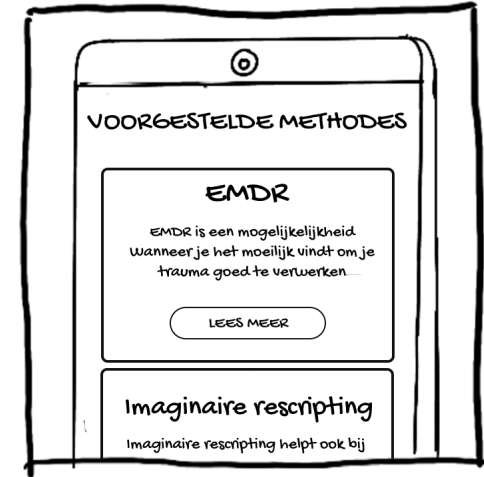 VOORGESTELDE METHODES
EMDR
EMDR is een mogelijkelijkheid
Wanneer je het moeilijk vindt om je
trauma goed te verwerken
LEES MEER
Imaginaire rescripting
Imaginaire rescripting helpt ook bij